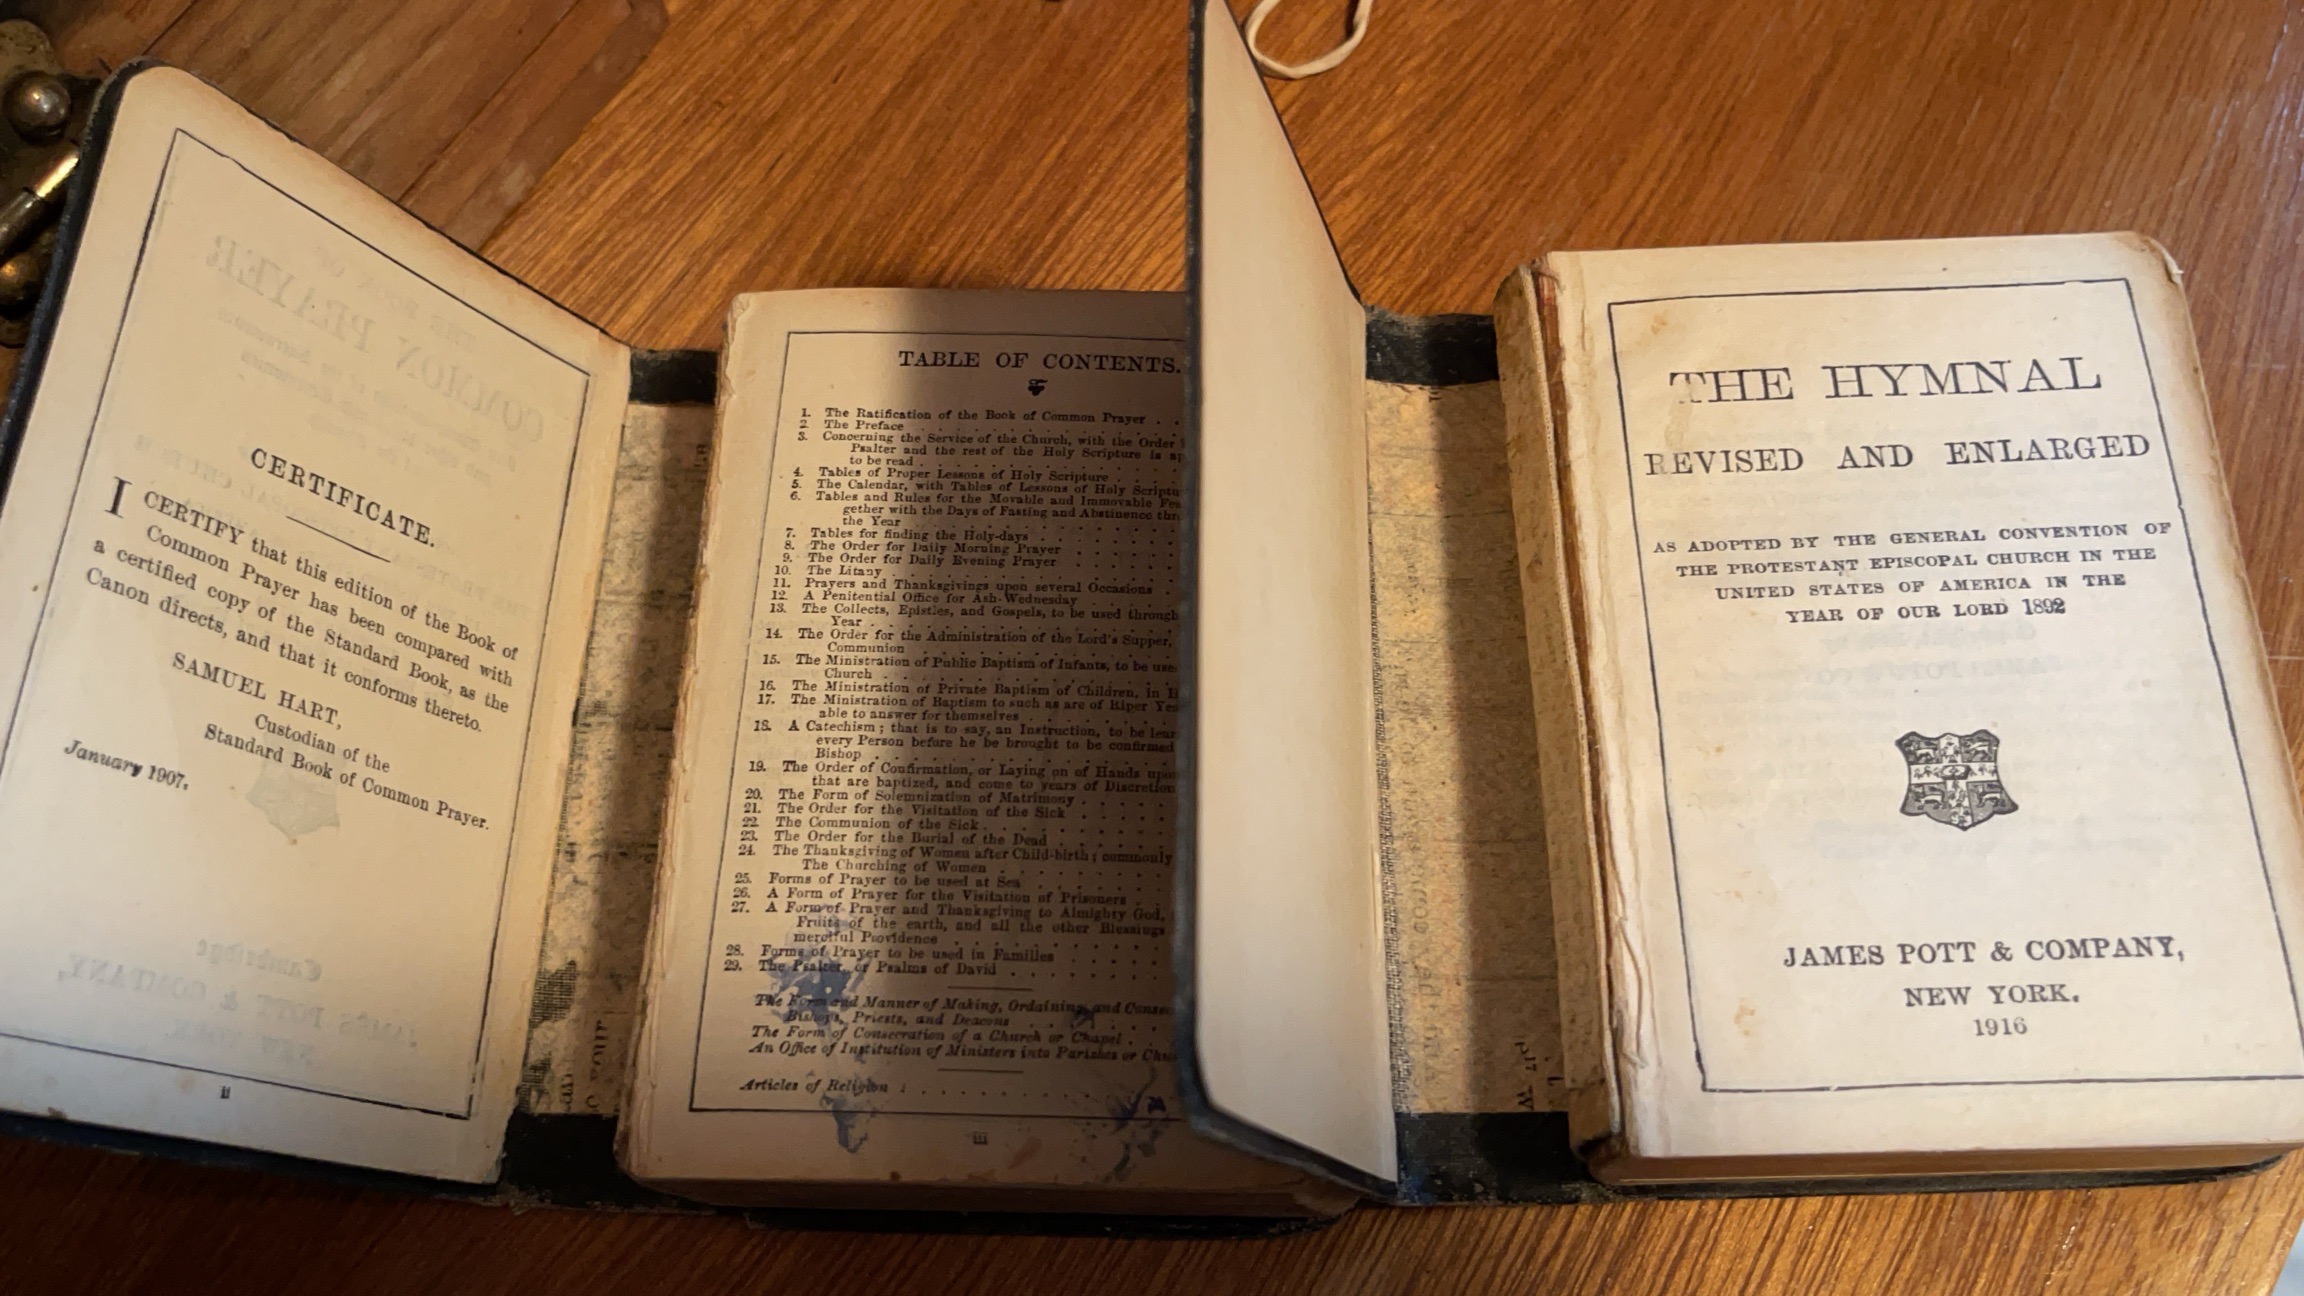 CERTIFICATE.
I CERTIFY that this edition of the Book of
Common Prayer has been compared with
a certified copy of the Standard Book, as the
Canon directs, and that it conforms thereto.
SAMUEL HART,
Custodian of the
Standard Book of Common Prayer.
January 1907.
ii
TABLE OF CONTENTS.
1. The Ratification of the Book of Common Prayer . .
2. The Preface . . . . . . . . . . .
3. Concerning the Service of the Church, with the Order
Psalter and the rest of the Holy Scripture is
to be read . . . . . . . . . . .
4. Tables of Proper Lessons of Holy Scripture . . . .
5. The Calendar, with Tables of Lessons of Holy
6. Tables and Rules for the Movable and Immovable
gether with the Days of Fasting and Abstinence
the Year . . . . . . . . . . .
7. Tables for finding the Holy-days . . . . . .
8. The Order for Daily Morning Prayer . . . . .
9. The Order for Daily Evening Prayer . . . . .
10. The Litany . . . . . . . . . . .
11. Prayers and Thanksgivings upon several Occasions . .
12. A Penitential Office for Ash-Wednesday . . . .
13. The Collects, Epistles, and Gospels, to be used
Year . . . . . . . . . . .
14. The Order for the Administration of the Lord's Supper,
Communion . . . . . . . . . . .
15. The Ministration of Public Baptism of Infants, to be
Church . . . . . . . . . . .
16. The Ministration of Private Baptism of Children, in
17. The Ministration of Baptism to such as are of Riper
able to answer for themselves . . . . . . .
18. A Catechism; that is to say, an Instruction, to be
every Person before he be brought to be confirmed
Bishop . . . . . . . . . . .
19. The Order of Confirmation, or Laying on of Hands
that are baptized, and come to years of Discretion
20. The Form of Solemnization of Matrimony . . . .
21. The Order for the Visitation of the Sick . . . .
22. The Communion of the Sick . . . . . . .
23. The Order for the Burial of the Dead . . . . .
24. The Thanksgiving of Women after Child-birth; commonly
The Churching of Women . . . . . . .
25. Forms of Prayer to be used at Sea . . . . .
26. A Form of Prayer for the Visitation of Prisoners . .
27. A Form of Prayer and Thanksgiving to Almighty God,
Fruits of the earth, and all the other Blessings
merciful Providence . . . . . . . .
28. Forms of Prayer to be used in Families . . . . .
29. The Psalter, or Psalms of David . . . . . .
The Form and Manner of Making, Ordaining, and
Bishops, Priests, and Deacons . . . . . .
The Form of Consecration of a Church or Chapel . .
An Office of Institution of Ministers into Parishes or
Articles of Religion . . . . . . . . .
iii
THE HYMNAL
REVISED AND ENLARGED
AS ADOPTED BY THE GENERAL CONVENTION OF
THE PROTESTANT EPISCOPAL CHURCH IN THE
UNITED STATES OF AMERICA IN THE
YEAR OF OUR LORD 1892
JAMES POTT & COMPANY,
NEW YORK.
1916